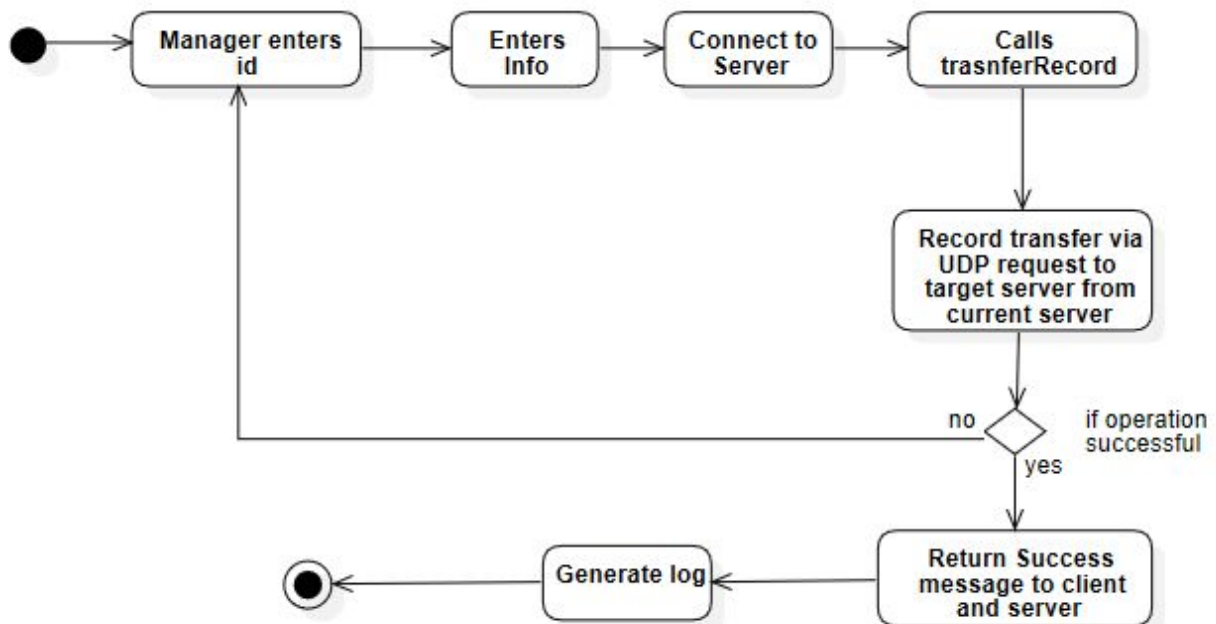 Manager enters
id
Enters
Info
Connect to
Server
Calls
trasnferRecord
Record transfer via
UDP request to
target server from
current server
no
if operation
successful
yes
Return Success
message to client
and server
Generate log